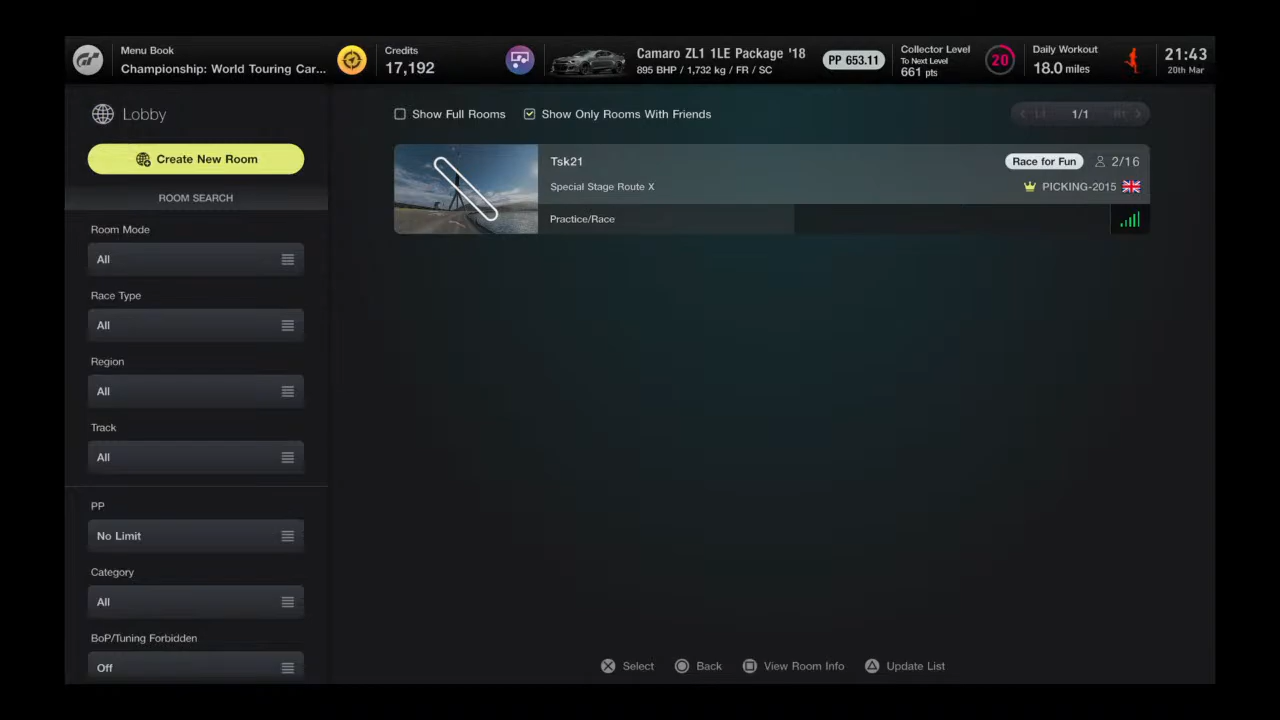 Menu Book
Championship: World Touring Car...
Credits
17,192
Camaro ZL1 1LE Package '18
895 BHP / 1,732 kg / FR / SC
PP 653.11
Collector Level
To Next Level
661 pts
20
Daily Workout
18.0 miles
21:43
20th Mar
Lobby
Create New Room
ROOM SEARCH
Room Mode
All
Race Type
All
Region
All
Track
All
PP
No Limit
Category
All
BoP/Tuning Forbidden
Off
Show Full Rooms
Show Only Rooms With Friends
L1
1/1
R1
Tsk21
Race for Fun
2/16
Special Stage Route X
PICKING-2015
Practice/Race
Select
Back
View Room Info
Update List